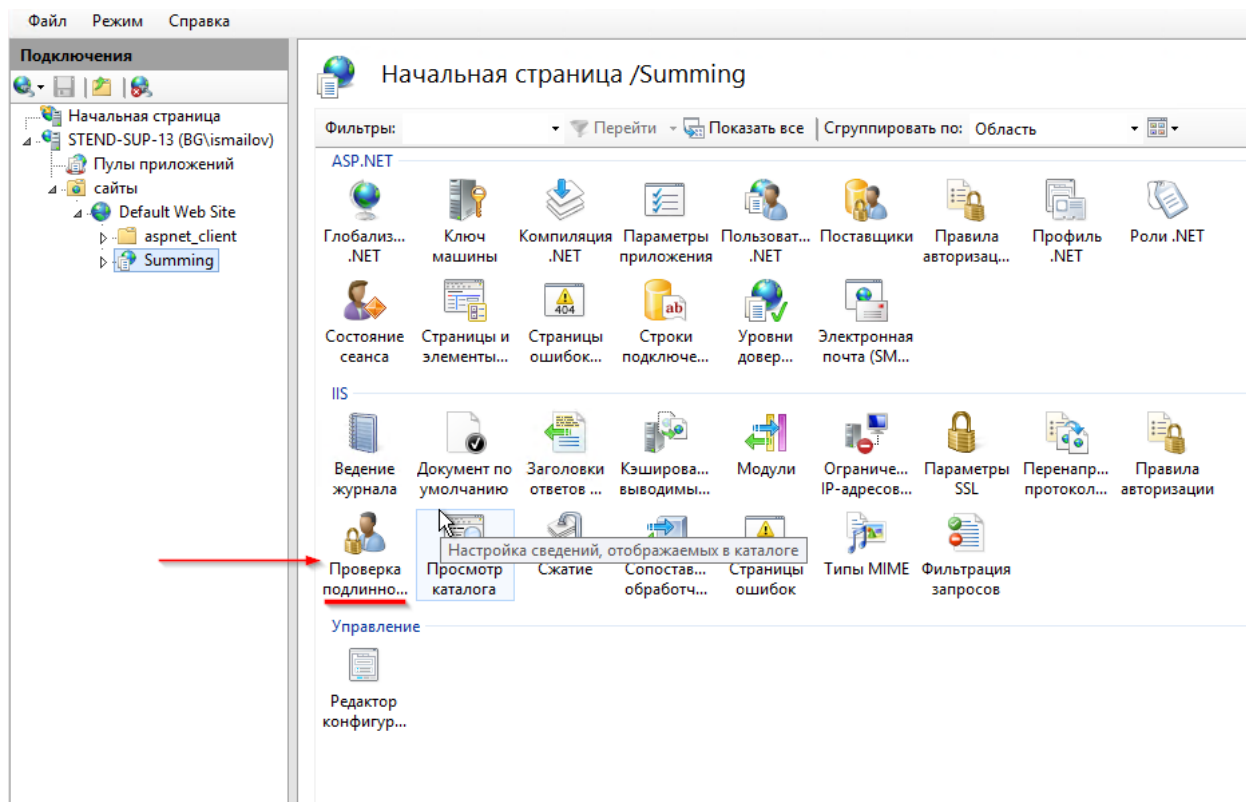 Файл Режим Справка
Подключения
Начальная страница
STEND-SUP-13 (BG\ismailov)
Пулы приложений
сайты
Default Web Site
aspnet_client
Summing
Начальная страница /Summing
Фильтры: Перейти Показать все Сгруппировать по: Область
ASP.NET
Глобализ... Ключ Компиляция Параметры Пользоват... Поставщики Правила Профиль Роли .NET
.NET машины .NET приложения .NET авторизац... .NET
404 ab
Состояние Страницы и Страницы Строки Уровни Электронная
сеанса элементы... ошибок... подключе... довер... почта (SM...
IIS
Ведение Документ по Заголовки Кэширова... Модули Ограниче... Параметры Перенапр... Правила
журнала умолчанию ответов ... выводимы... IP-адресов... SSL протокол... авторизации
Настройка сведений, отображаемых в каталоге
Проверка Просмотр Сжатие Сопостав... Страницы Типы MIME Фильтрация
подлинно... каталога обработч... ошибок запросов
Управление
Редактор
конфигур...